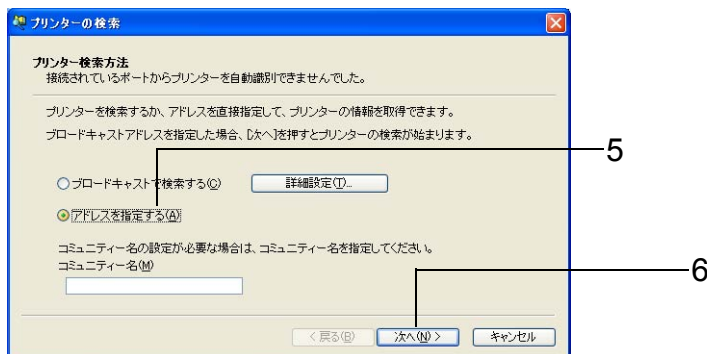 プリンターの検索
プリンター検索方法
接続されているポートからプリンターを自動識別できませんでした。
プリンターを検索するか、アドレスを直接指定して、プリンターの情報を取得できます。
ブロードキャストアドレスを指定した場合、[次へ]を押すとプリンターの検索が始まります。
5
ブロードキャストで検索する(C) 詳細設定(T)...
アドレスを指定する(A)
コミュニティー名の設定が必要な場合は、コミュニティー名を指定してください。
コミュニティー名(M)
6
< 戻る(B) 次へ(N) > キャンセル